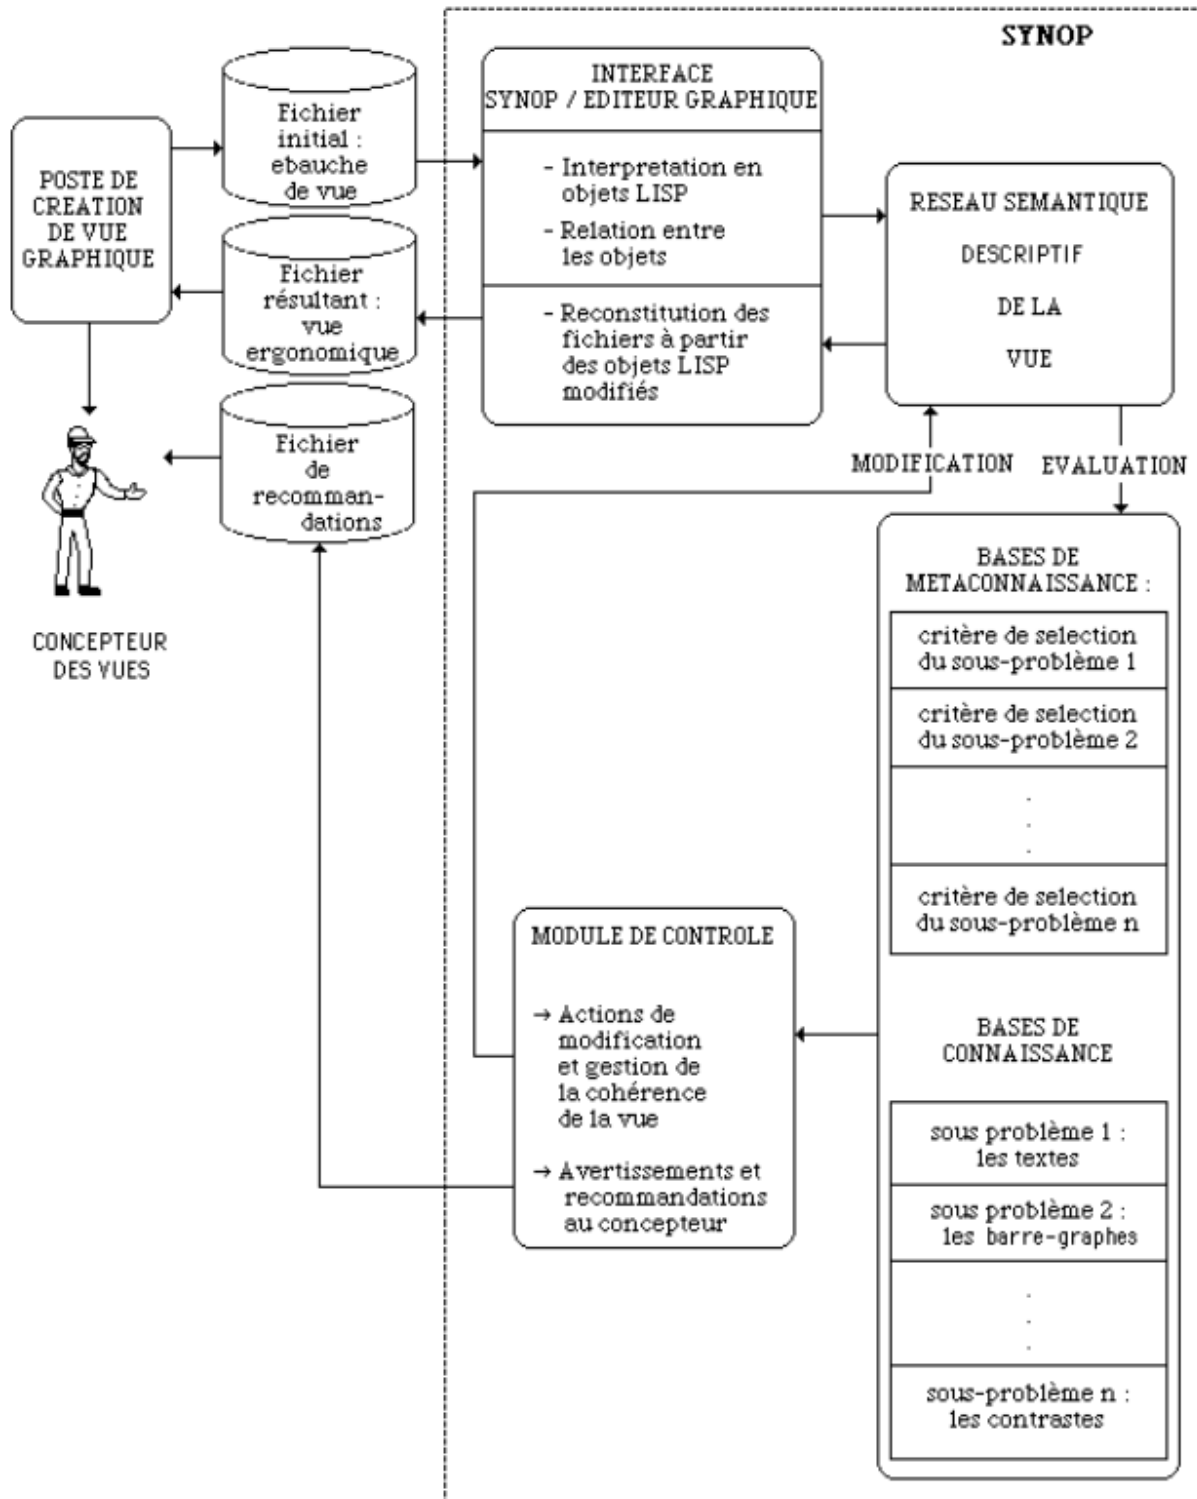 SYNOP
POSTE DE
CREATION
DE VUE
GRAPHIQUE
Fichier
initial :
ebauche
de vue
Fichier
résultant :
vue
ergonomique
Fichier
de
recomman-
dations
CONCEPTEUR
DES VUES
INTERFACE
SYNOP / EDITEUR GRAPHIQUE
- Interpretation en
objets LISP
- Relation entre
les objets
- Reconstitution des
fichiers à partir
des objets LISP
modifiés
RESEAU SEMANTIQUE
DESCRIPTIF
DE LA
VUE
MODIFICATION
EVALUATION
BASES DE
METACONNAISSANCE :
critère de selection
du sous-problème 1
critère de selection
du sous-problème 2
.
.
.
critère de selection
du sous-problème n
BASES DE
CONNAISSANCE
sous problème 1 :
les textes
sous problème 2 :
les barre-graphes
.
.
.
sous-problème n :
les contrastes
MODULE DE CONTROLE
→ Actions de
modification
et gestion de
la cohérence
de la vue
→ Avertissements et
recommandations
au concepteur